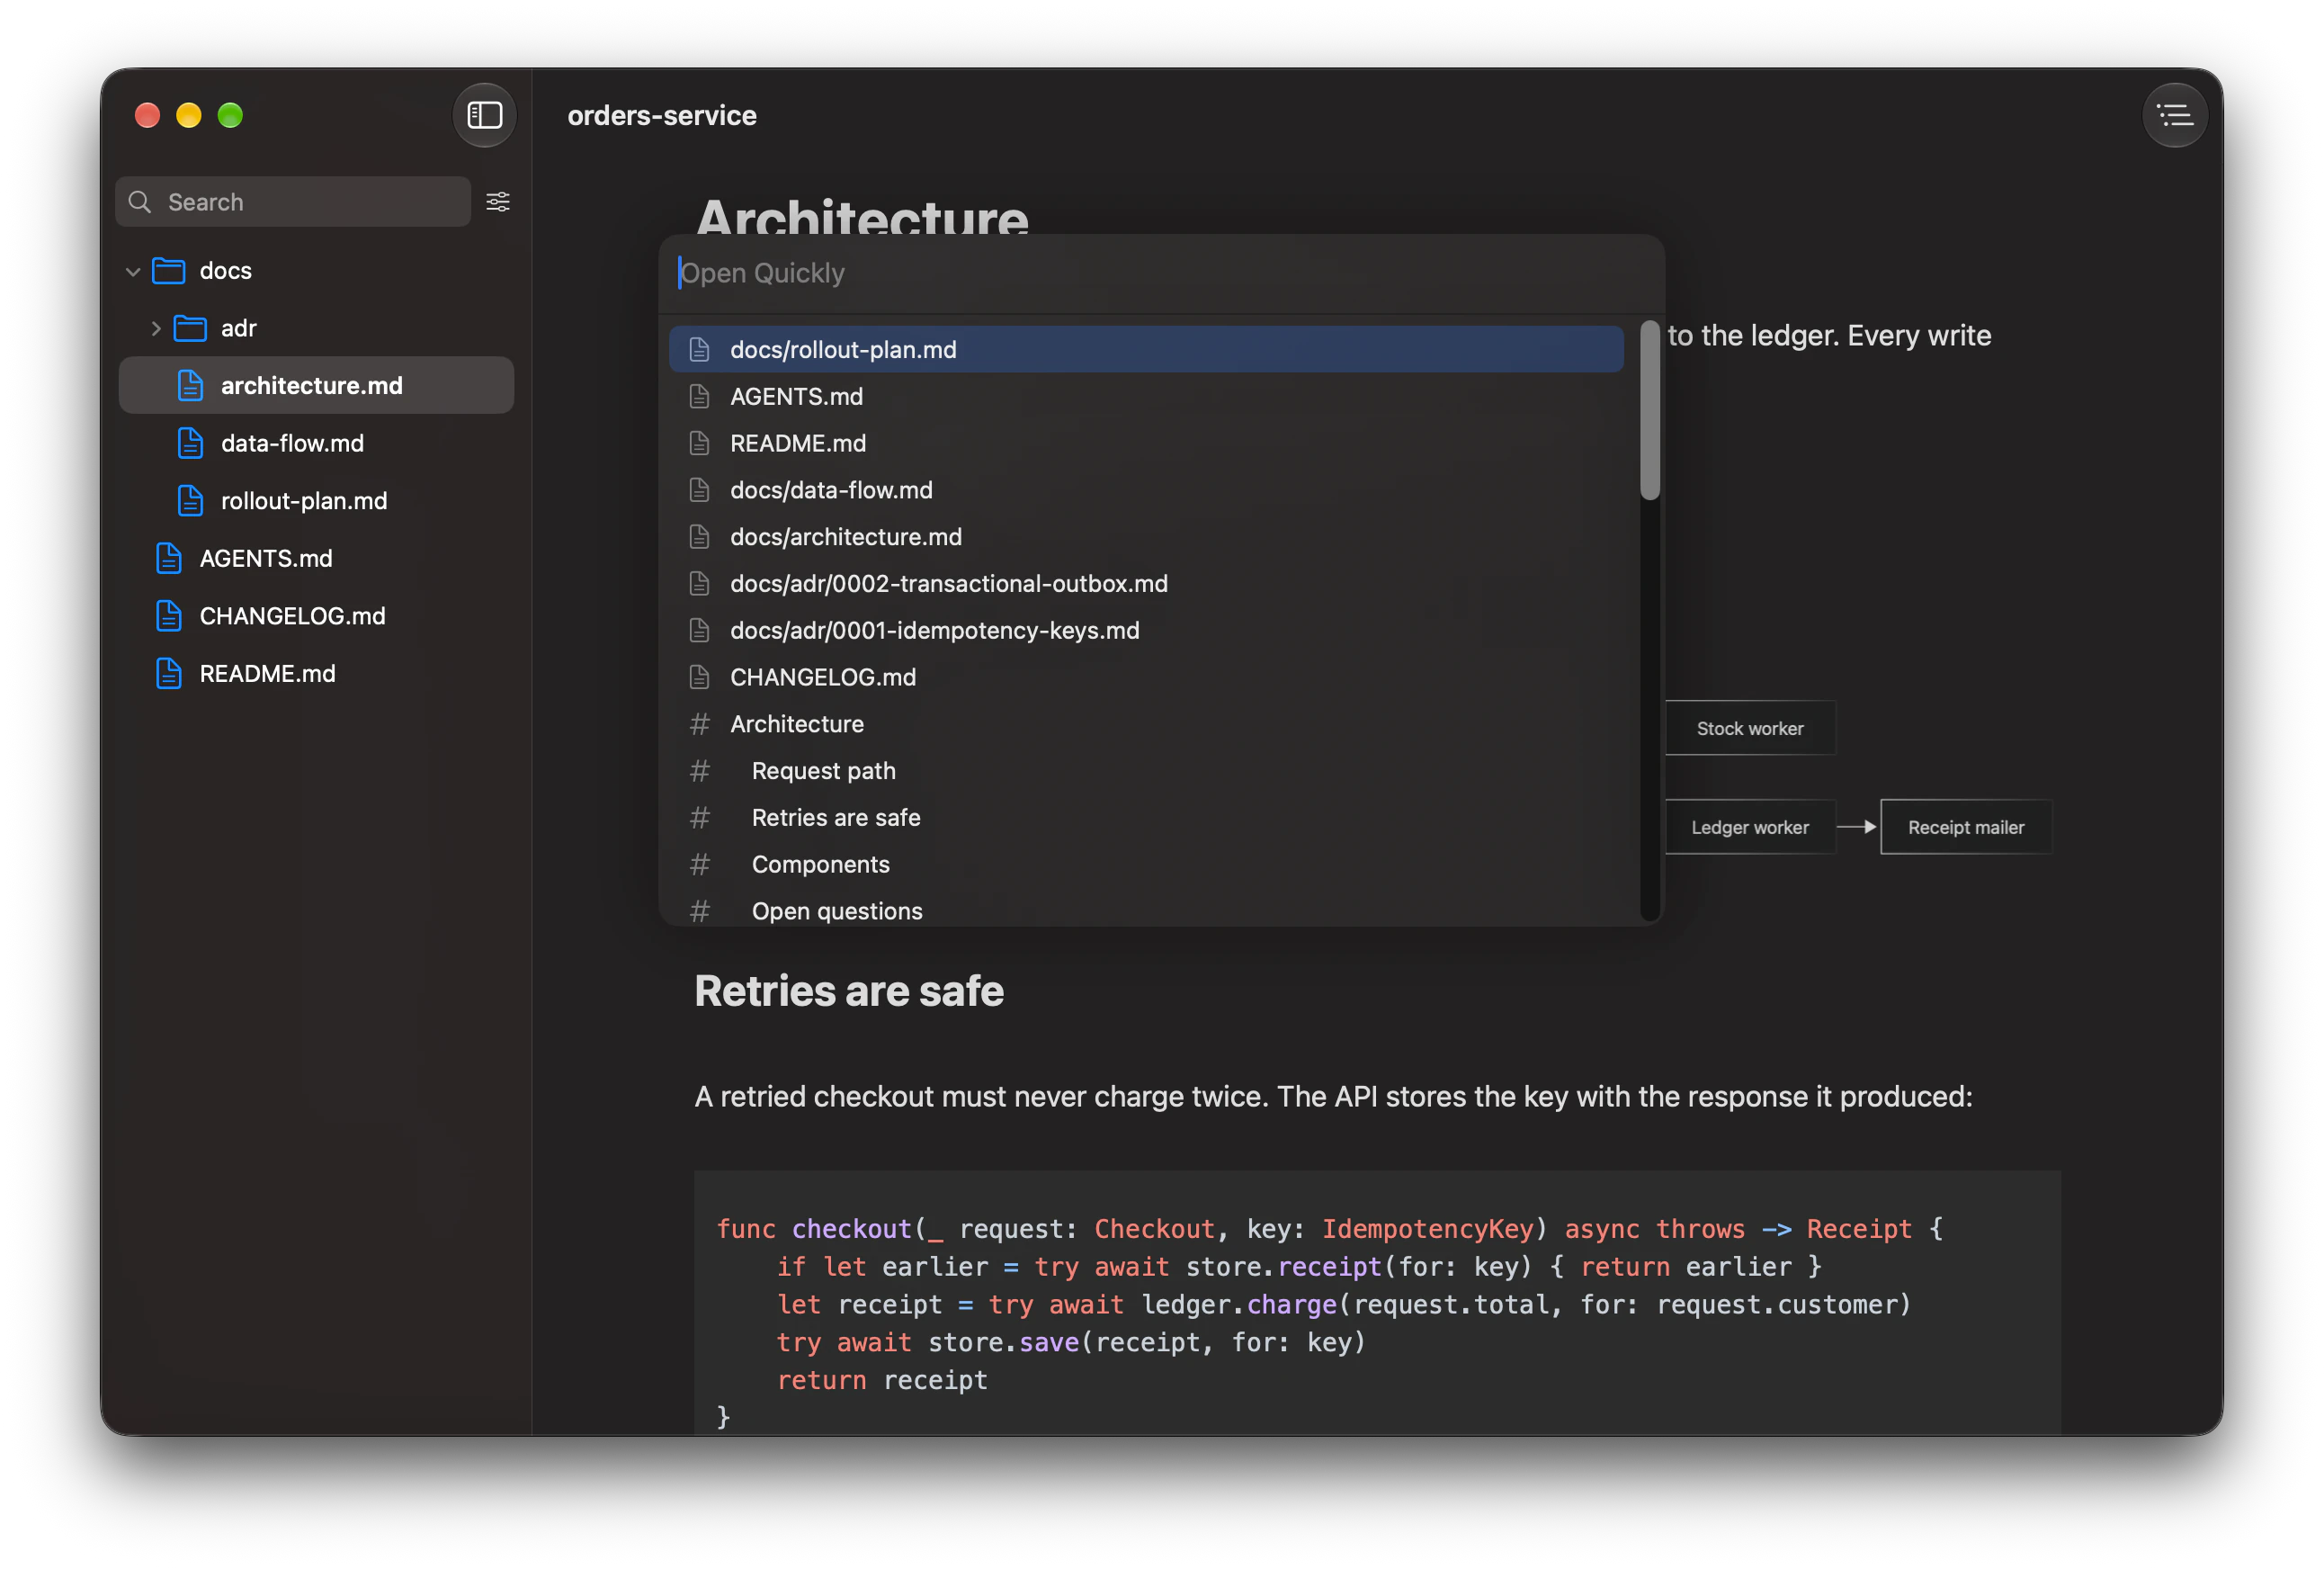 orders-service
Search
docs
adr
architecture.md
data-flow.md
rollout-plan.md
AGENTS.md
CHANGELOG.md
README.md
Architecture
Open Quickly
docs/rollout-plan.md
AGENTS.md
README.md
docs/data-flow.md
docs/architecture.md
docs/adr/0002-transactional-outbox.md
docs/adr/0001-idempotency-keys.md
CHANGELOG.md
# Architecture
# Request path
# Retries are safe
# Components
# Open questions
to the ledger. Every write
Stock worker
Ledger worker
Receipt mailer
Retries are safe
A retried checkout must never charge twice. The API stores the key with the response it produced:
func checkout(_ request: Checkout, key: IdempotencyKey) async throws -> Receipt {
    if let earlier = try await store.receipt(for: key) { return earlier }
    let receipt = try await ledger.charge(request.total, for: request.customer)
    try await store.save(receipt, for: key)
    return receipt
}